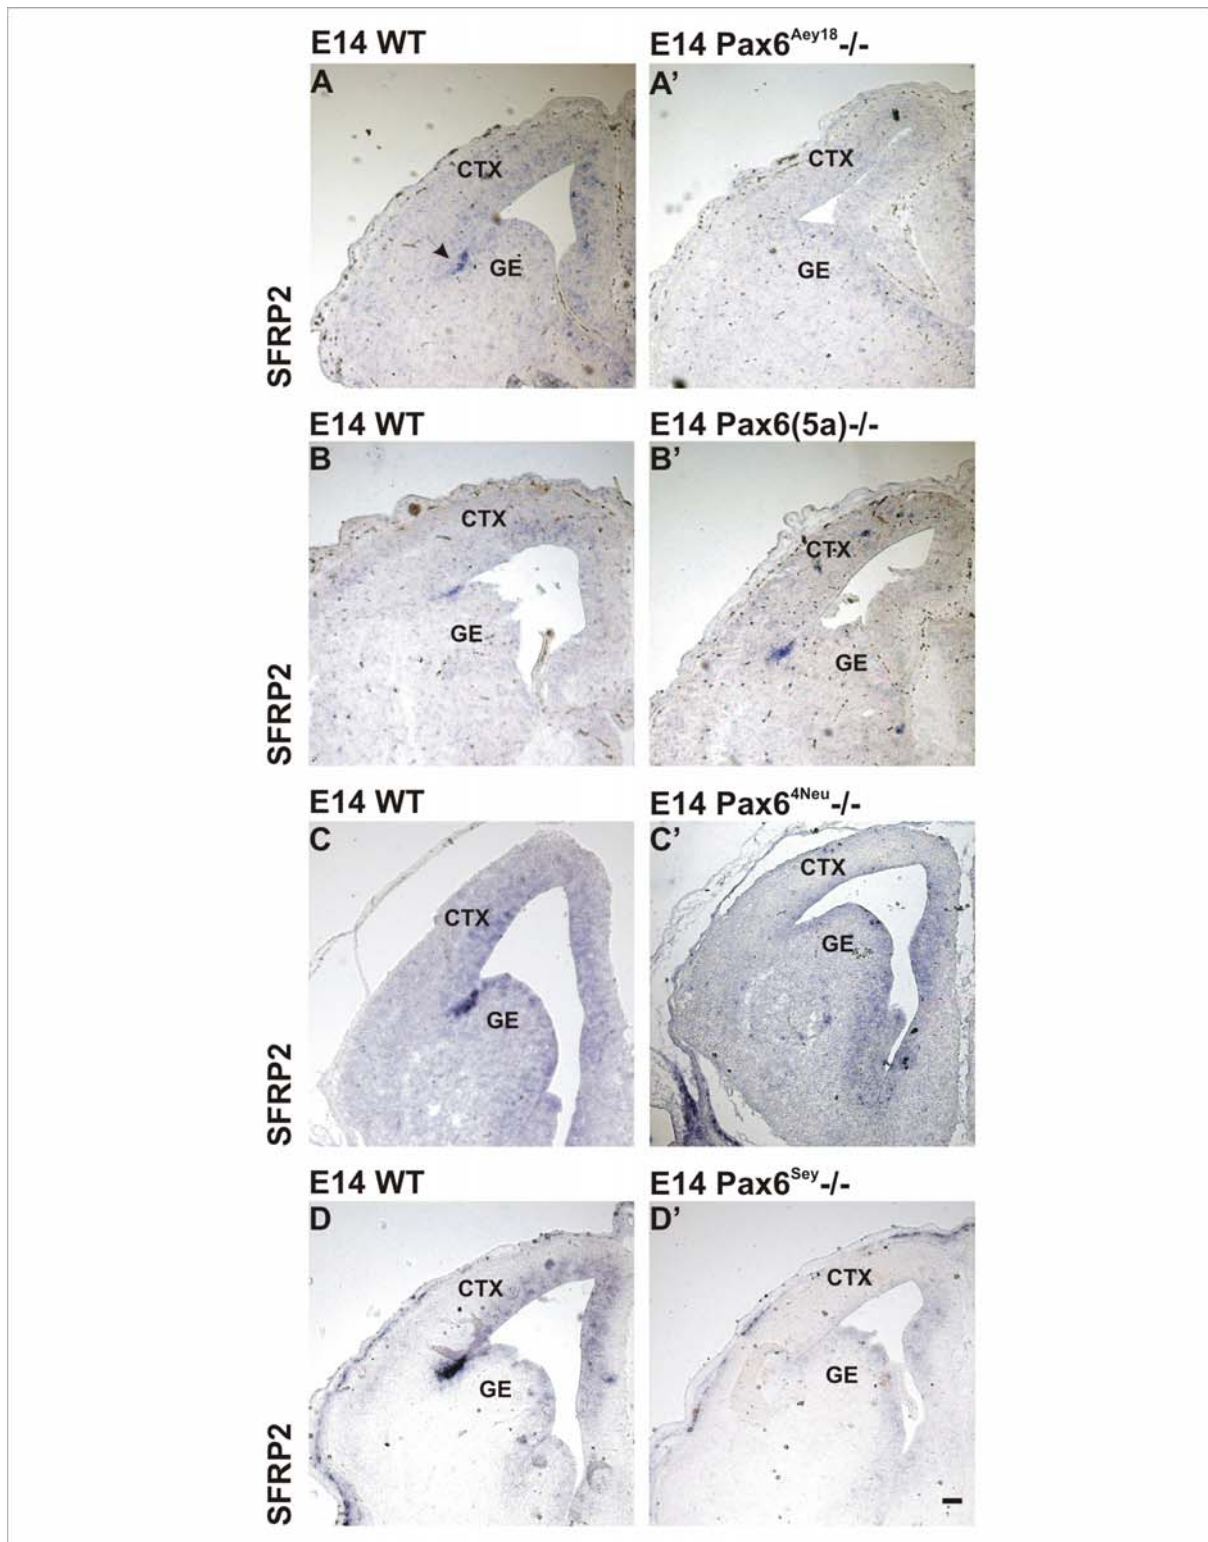 E14 WT
E14 Pax6Aey18-/-
A
A'
CTX
CTX
GE
GE
SFRP2
E14 WT
E14 Pax6(5a)-/-
B
B'
CTX
CTX
GE
GE
SFRP2
E14 WT
E14 Pax64Neu-/-
C
C'
CTX
CTX
GE
GE
SFRP2
E14 WT
E14 Pax6Sey-/-
D
D'
CTX
CTX
GE
GE
SFRP2